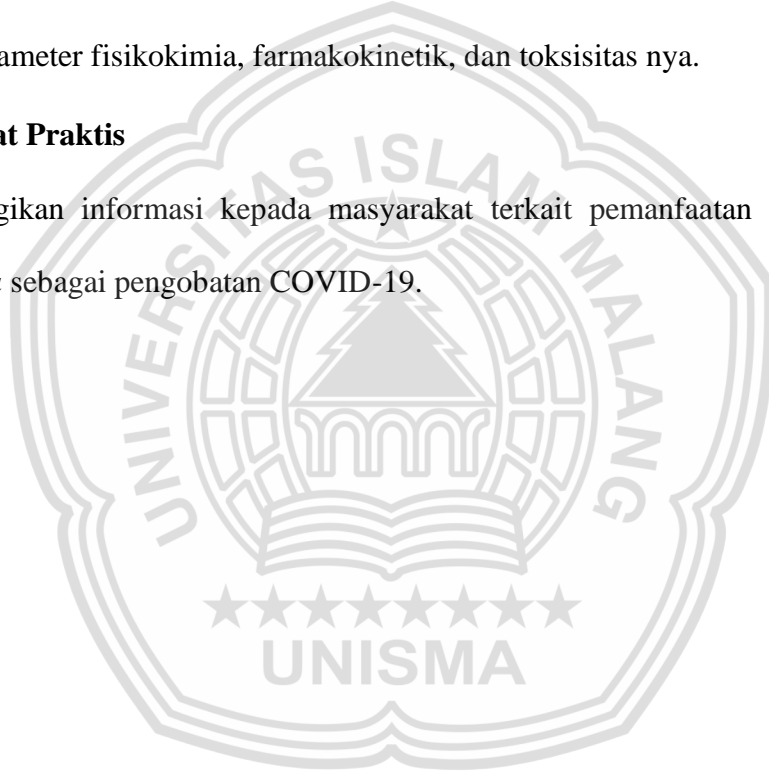 ameter fisikokimia, farmakokinetik, dan toksisitas nya.
at Praktis
gikan informasi kepada masyarakat terkait pemanfaatan
sebagai pengobatan COVID-19.
UNIVERSITAS ISLAM MALANG
UNISMA